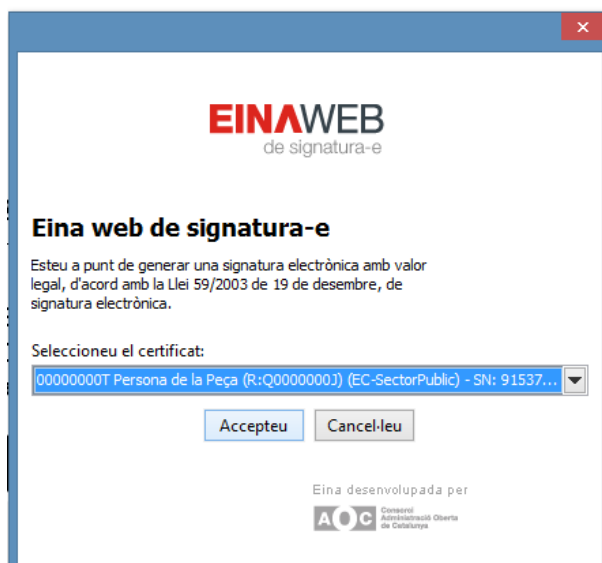 EINAWEB
de signatura-e
Eina web de signatura-e
Esteu a punt de generar una signatura electrònica amb valor
legal, d'acord amb la Llei 59/2003 de 19 de desembre, de
signatura electrònica.
Seleccioneu el certificat:
00000000T Persona de la Peça (R:Q0000000J) (EC-SectorPublic) - SN: 91537...
Accepteu Cancel·leu
Eina desenvolupada per
AOC Consorci
Administració Oberta
de Catalunya